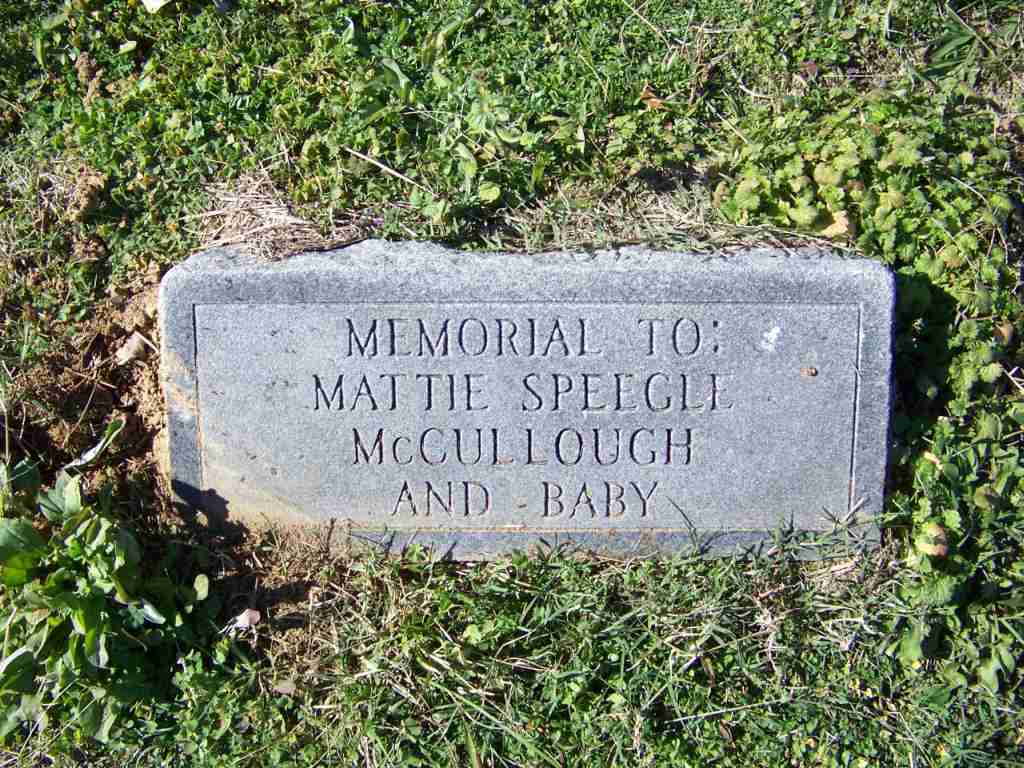 MEMORIAL TO:
MATTIE SPEEGLE
McCULLOUGH
AND BABY